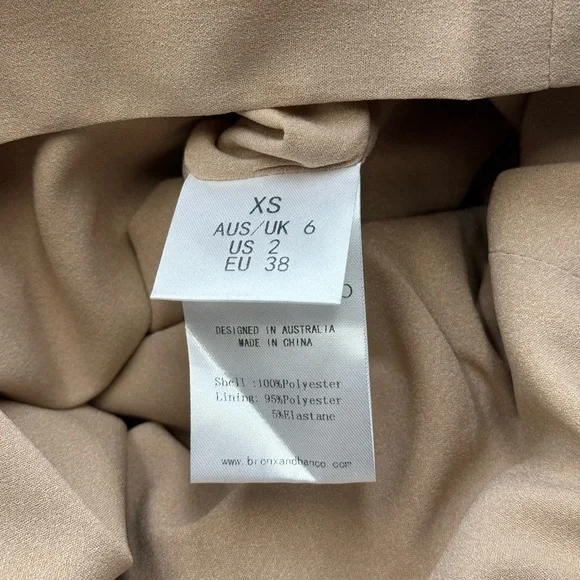 XS
AUS/UK 6
US 2
EU 38
O
DESIGNED IN AUSTRALIA
MADE IN CHINA
Shell :100%Polyester
Lining: 95%Polyester
5%Elastane
www.bronxandbanco.com